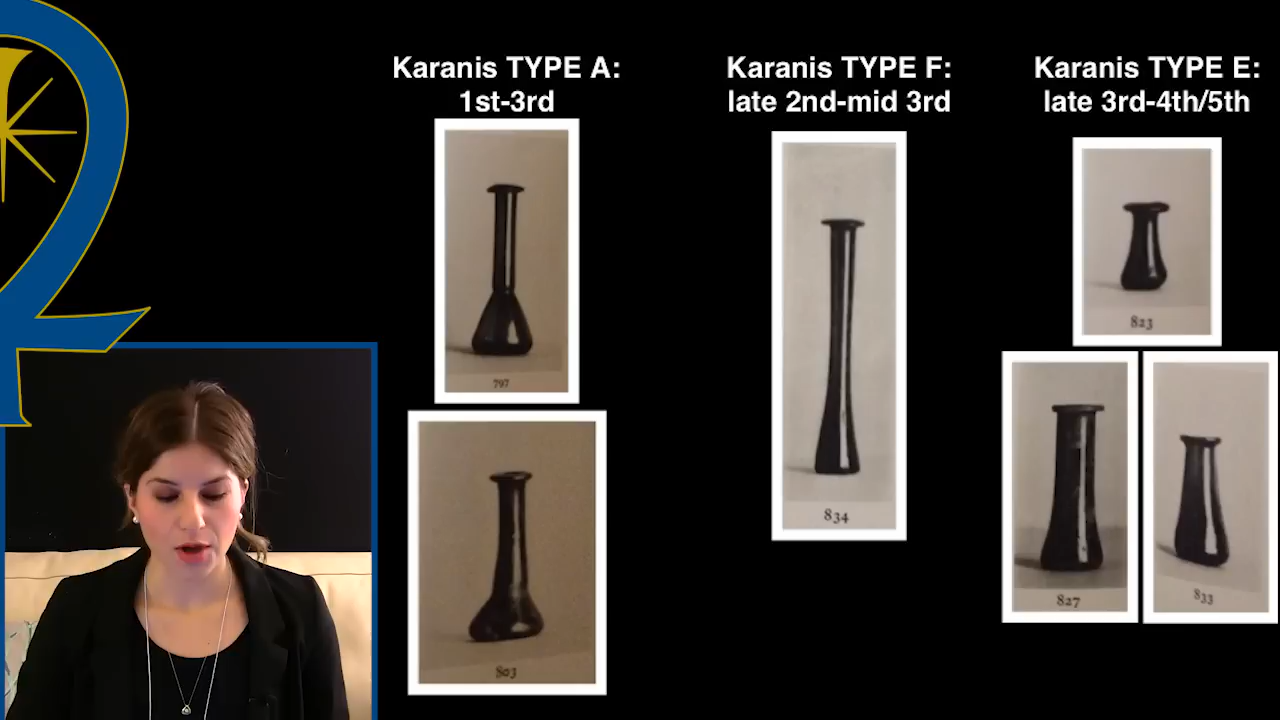 Karanis TYPE A:
1st-3rd
797
803
Karanis TYPE F:
late 2nd-mid 3rd
834
Karanis TYPE E:
late 3rd-4th/5th
823
827
833